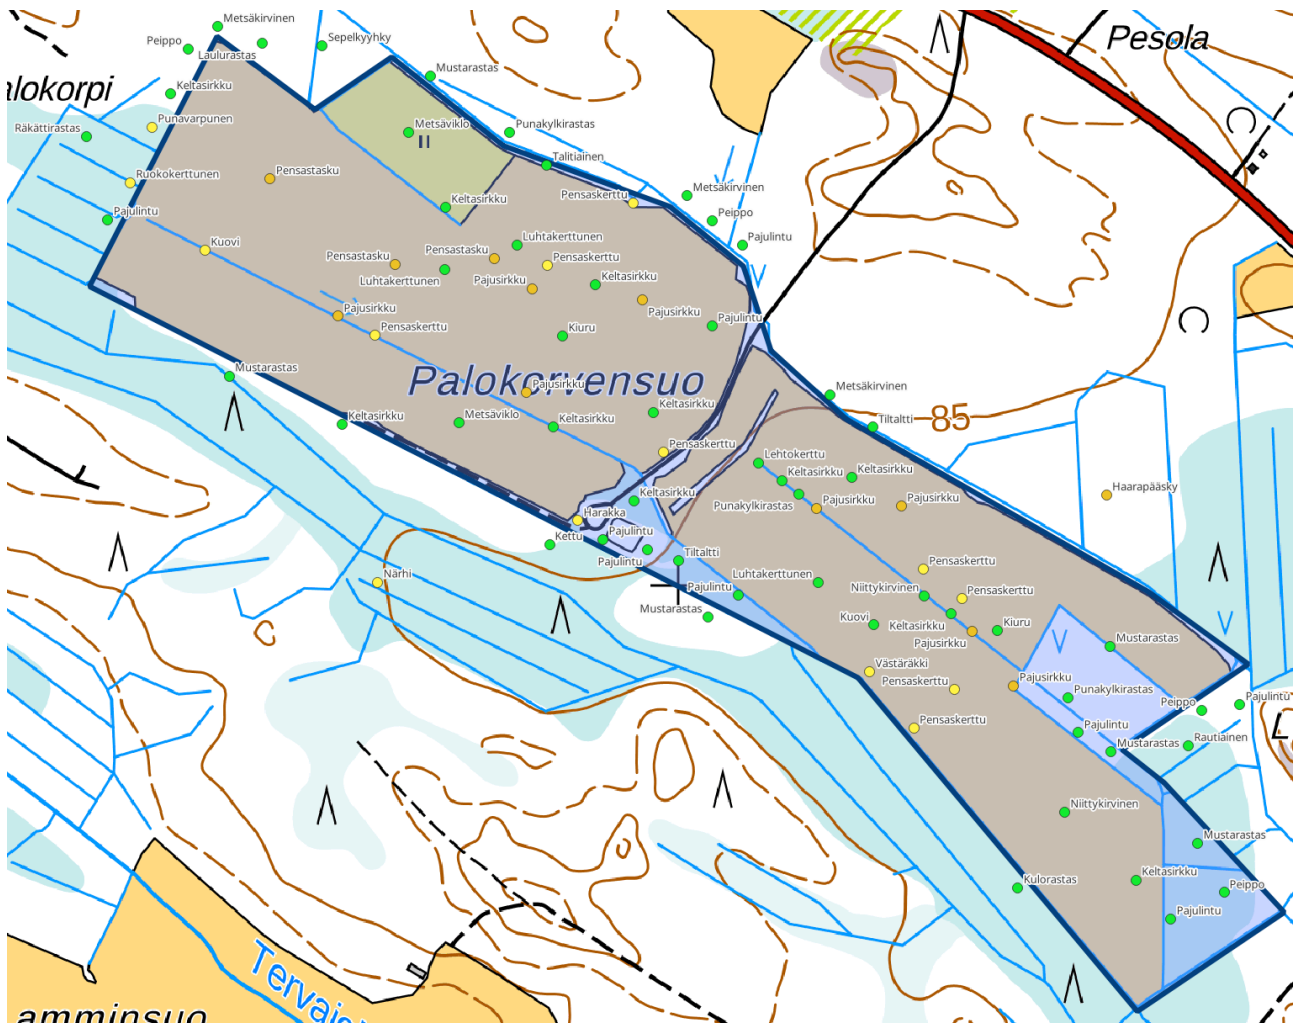 Metsäkirvinen
Peippo
Laulurastas
Sepelkyyhky
Pesola
Mustarastas
alokorpi
Keltasirkku
Punavarpunen
Räkättirastas
Metsäviklo
Punakylkirastas
Talitiainen
Ruokokerttunen
Pensastasku
Pensaskerttu
Metsäkirvinen
Keltasirkku
Pajulintu
Peippo
Kuovi
Luhtakerttunen
Pajulintu
Pensastasku
Pensastasku
Pensaskerttu
Luhtakerttunen
Pajusirkku
Keltasirkku
Pajusirkku
Pajusirkku
Pajulintu
Pensaskerttu
Kiuru
Mustarastas
Palokorvensuo
Pajusirkku
Metsäkirvinen
Keltasirkku
Metsäviklo
Keltasirkku
Keltasirkku
Tiltaltti
85
Pensaskerttu
Lehtokerttu
Keltasirkku
Keltasirkku
Haarapääsky
Keltasirkku
Punakylkirastas
Pajusirkku
Pajusirkku
Harakka
Kettu
Pajulintu
Pajulintu
Tiltaltti
Närhi
Luhtakerttunen
Pensaskerttu
Pajulintu
Niittykirvinen
Pensaskerttu
Mustarastas
Kuovi
Keltasirkku
Kiuru
Pajusirkku
Mustarastas
Västäräkki
Pensaskerttu
Pajusirkku
Punakylkirastas
Peippo
Pajulintu
Pensaskerttu
Pajulintu
Mustarastas
Rautiainen
L
Niittykirvinen
Mustarastas
Kulorastas
Keltasirkku
Peippo
Pajulintu
Tervais
amminsuo